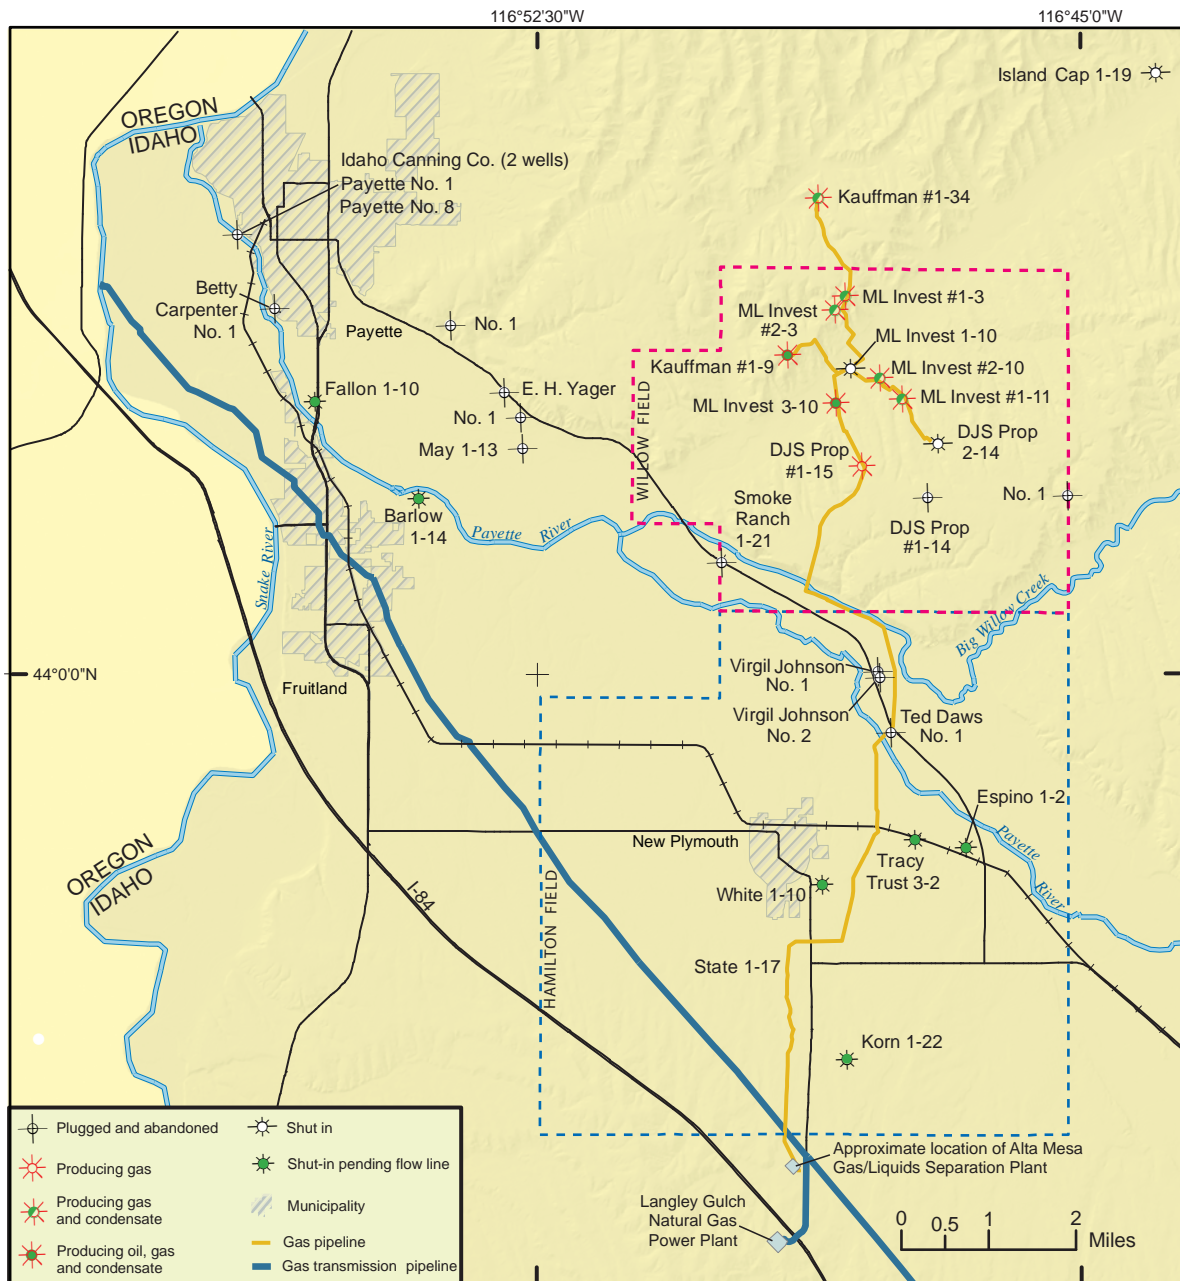 116°52'30"W
116°45'0"W
Island Cap 1-19
OREGON
IDAHO
Idaho Canning Co. (2 wells)
Payette No. 1
Payette No. 8
Kauffman #1-34
Betty
Carpenter
No. 1
Payette
No. 1
ML Invest #1-3
ML Invest
#2-3
ML Invest 1-10
Kauffman #1-9
ML Invest #2-10
ML Invest #1-11
Fallon 1-10
E. H. Yager
ML Invest 3-10
No. 1
May 1-13
WILLOW FIELD
DJS Prop
2-14
DJS Prop
#1-15
No. 1
Smoke
Ranch
1-21
Barlow
1-14
Payette River
DJS Prop
#1-14
Snake River
Big Willow Creek
44°0'0"N
Virgil Johnson
No. 1
Fruitland
Virgil Johnson
No. 2
Ted Daws
No. 1
Espino 1-2
New Plymouth
Payette River
Tracy
Trust 3-2
OREGON
IDAHO
I-84
White 1-10
HAMILTON FIELD
State 1-17
Korn 1-22
Plugged and abandoned
Shut in
Producing gas
Shut-in pending flow line
Producing gas
and condensate
Municipality
Producing oil, gas
and condensate
Gas pipeline
Gas transmission pipeline
Approximate location of Alta Mesa
Gas/Liquids Separation Plant
Langley Gulch
Natural Gas
Power Plant
0 0.5 1 2
Miles